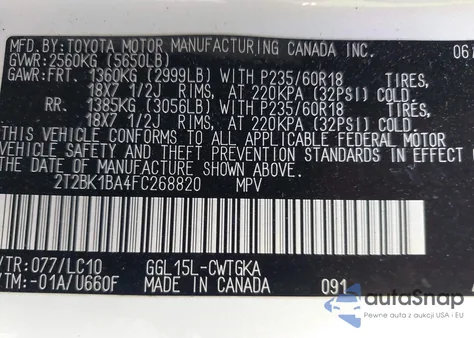 MFD. BY:TOYOTA MOTOR MANUFACTURING CANADA INC. 06/
GVWR: 2560KG (5650LB)
GAWR:FRT. 1360KG (2999LB) WITH P235/60R18 TIRES,
18X7 1/2J RIMS, AT 220KPA (32PSI) COLD.
RR. 1385KG (3056LB) WITH P235/60R18 TIRES,
18X7 1/2J RIMS, AT 220KPA (32PSI) COLD.
THIS VEHICLE CONFORMS TO ALL APPLICABLE FEDERAL MOTOR
VEHICLE SAFETY AND THEFT PREVENTION STANDARDS IN EFFECT
THE DATE OF MANUFACTURE SHOWN ABOVE.
2T2BK1BA4FC268820 MPV
/TR:077/LC10 GGL15L-CWTGKA
/TM:-01A/U660F MADE IN CANADA 091
autoSnap
Pewne auta z USA i EU